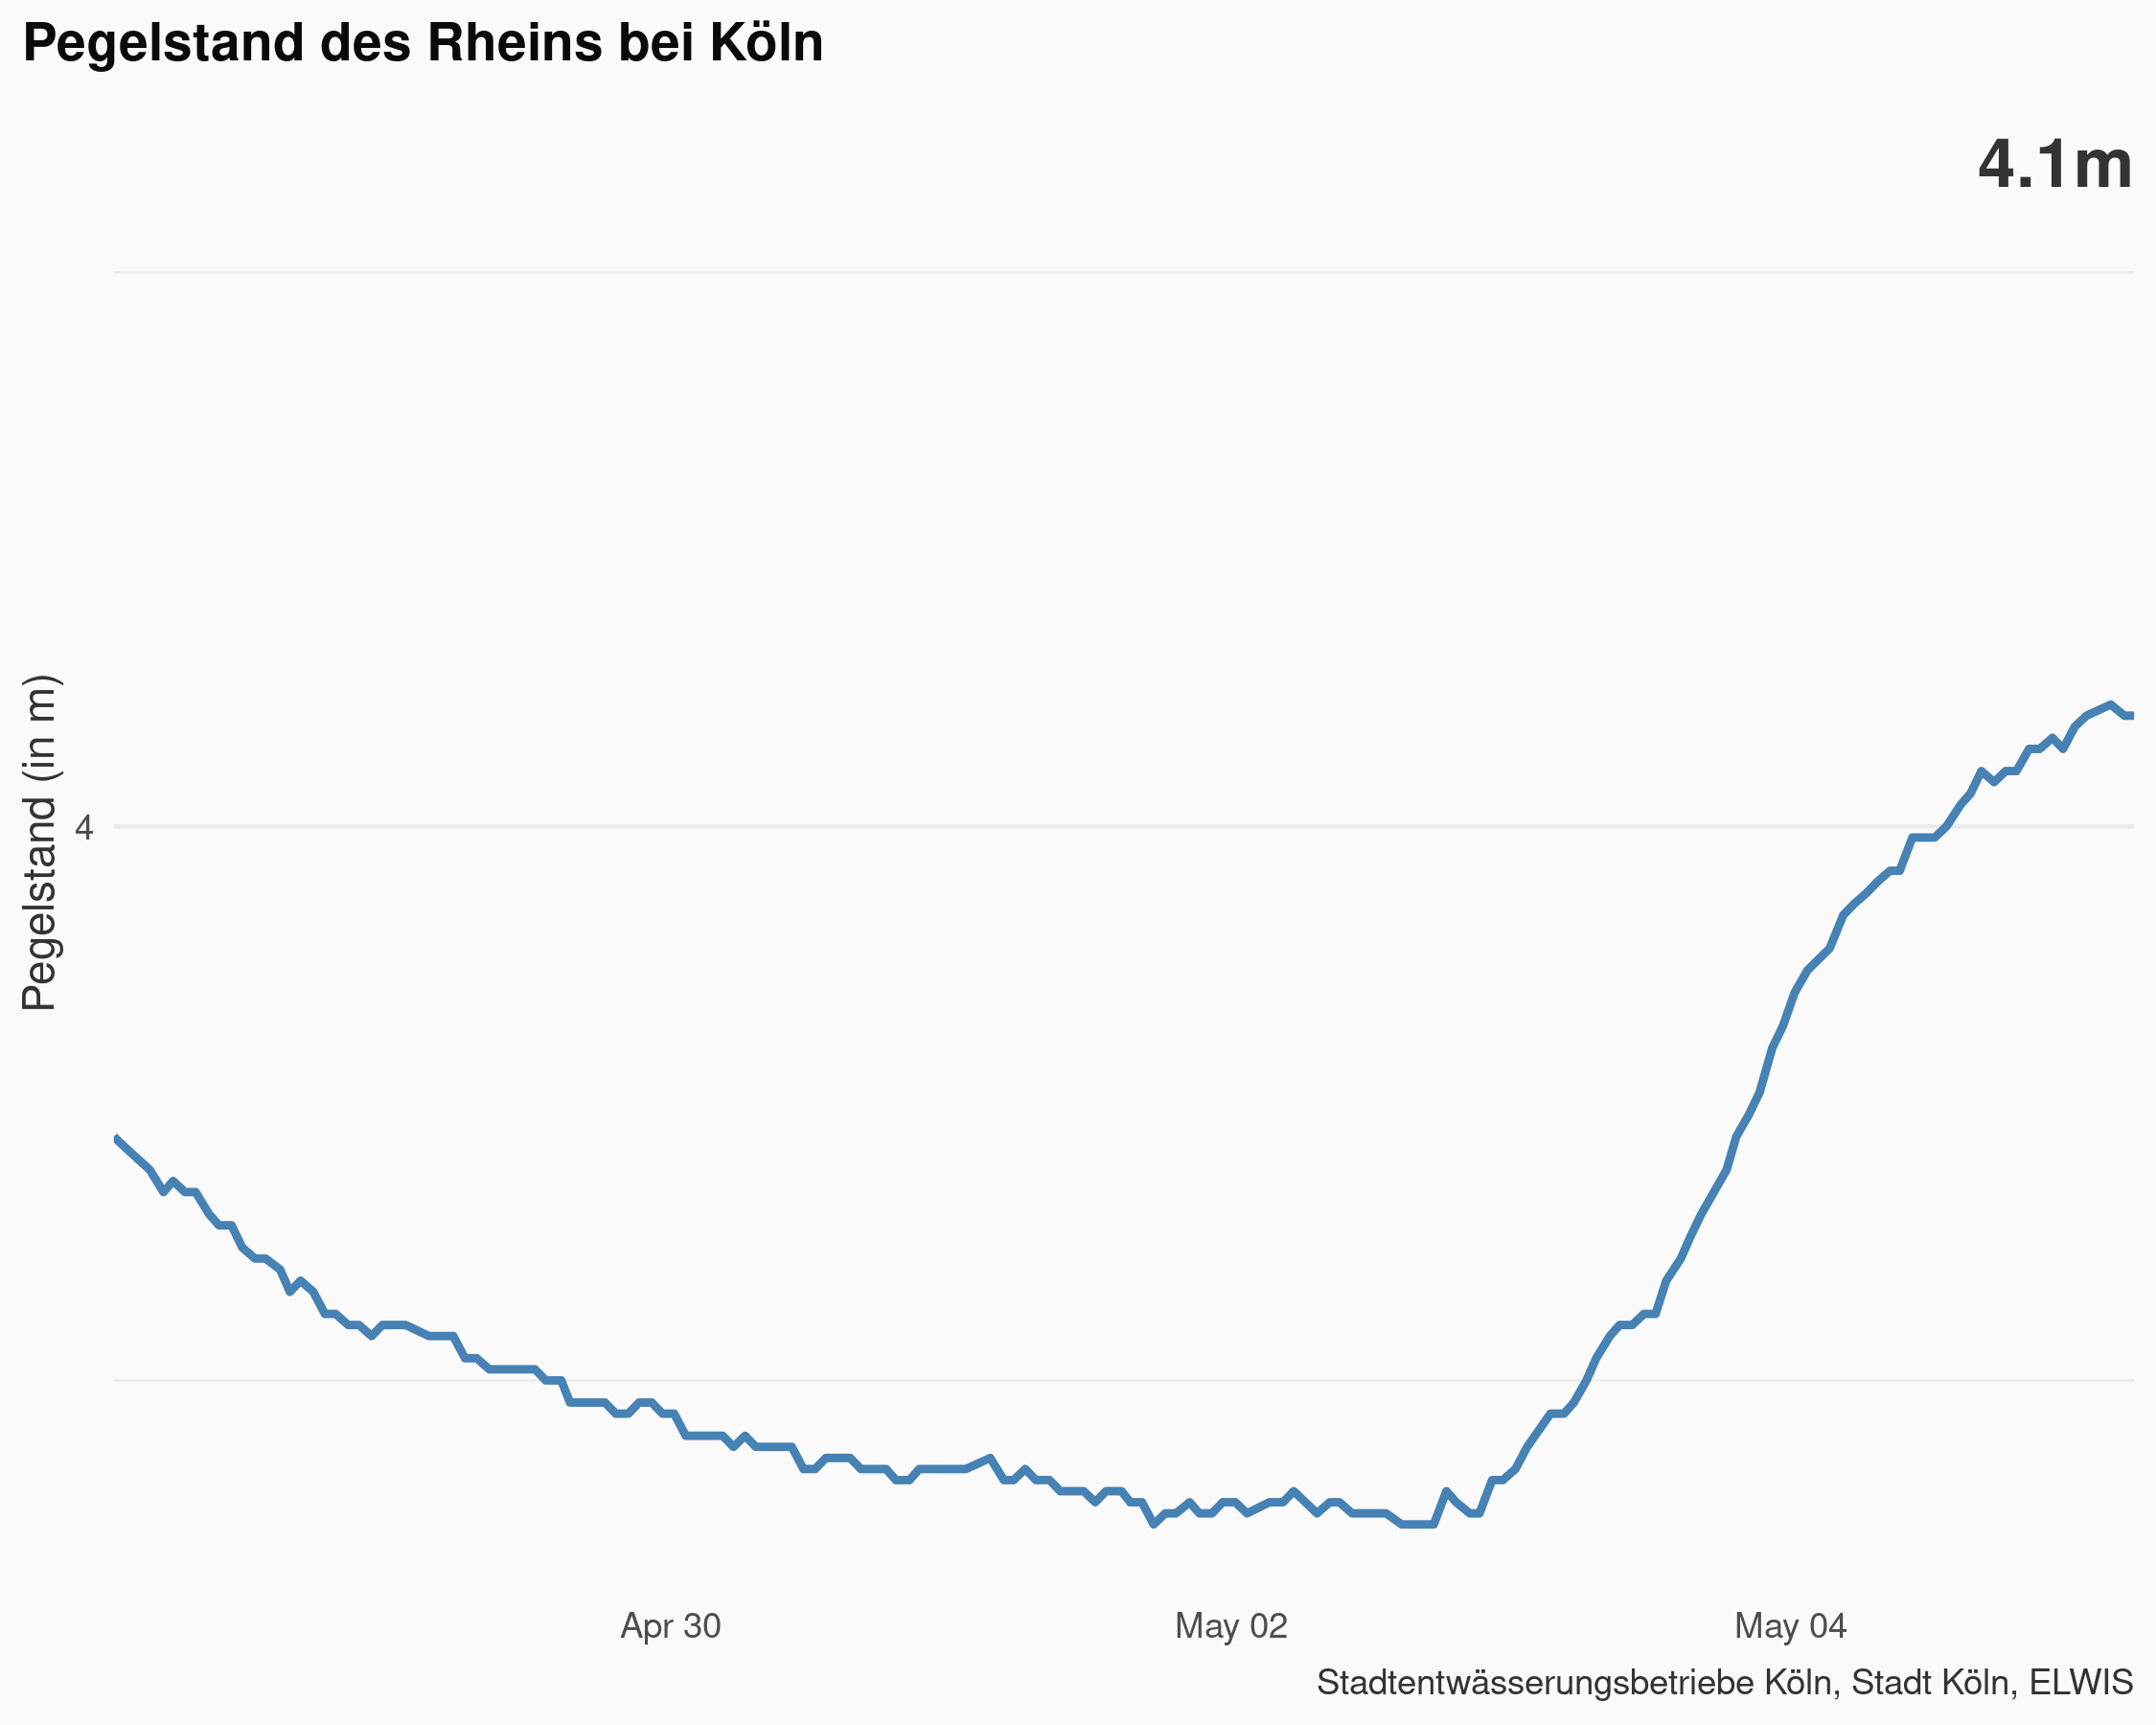 Pegelstand des Rheins bei Köln
4.1m
Pegelstand (in m)
4
Apr 30
May 02
May 04
Stadtentwässerungsbetriebe Köln, Stadt Köln, ELWIS